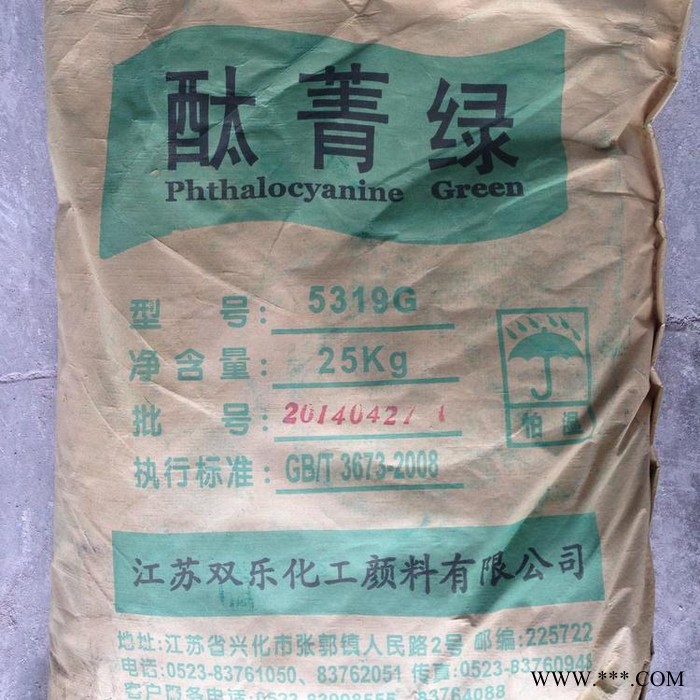 酞菁绿
Phthalocyanine Green
型 号: 5319G
净含量: 25Kg
批 号: 20140421
执行标准: GB/T 3673-2008
怕湿
江苏双乐化工颜料有限公司
地址:江苏省兴化市张郭镇人民路2号 邮编:225722
电话:0523-83761050、83762051 传真:0523-83760948
WWW.***.COM